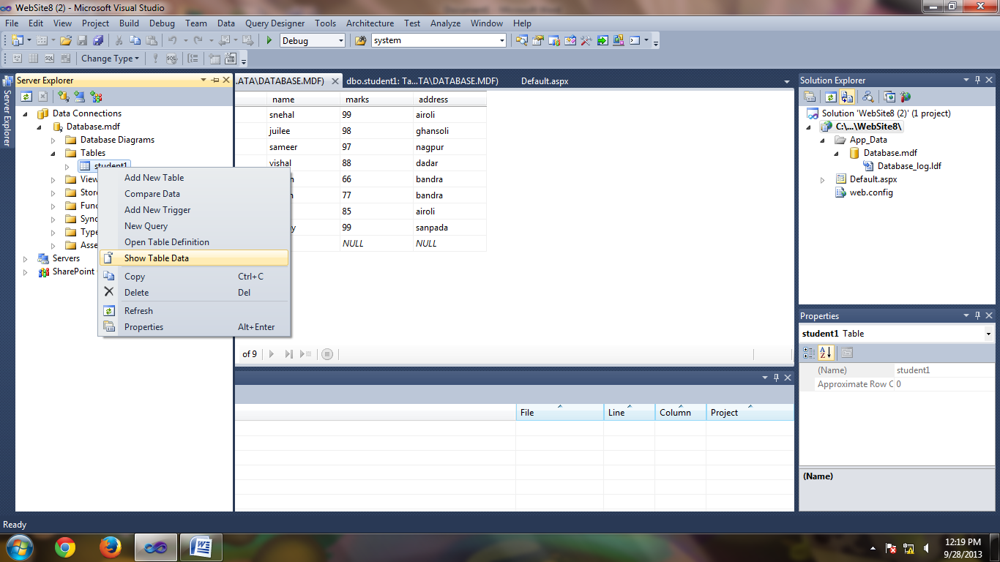 WebSite8 (2) - Microsoft Visual Studio
File Edit View Project Build Debug Team Data Query Designer Tools Architecture Test Analyze Window Help
Debug system
Change Type
Server Explorer
Server Explorer
Data Connections
Database.mdf
Database Diagrams
Tables
student1
View
Stor
Func
Syno
Type
Asse
Servers
SharePoint
Add New Table
Compare Data
Add New Trigger
New Query
Open Table Definition
Show Table Data
Copy Ctrl+C
Delete Del
Refresh
Properties Alt+Enter
.ATA\DATABASE.MDF) dbo.student1: Ta...TA\DATABASE.MDF) Default.aspx
name marks address
snehal 99 airoli
juilee 98 ghansoli
sameer 97 nagpur
vishal 88 dadar
66 bandra
77 bandra
85 airoli
y 99 sanpada
NULL NULL
of 9
File Line Column Project
Solution Explorer
Solution 'WebSite8 (2)' (1 project)
C:\...\WebSite8\
App_Data
Database.mdf
Database_log.ldf
Default.aspx
web.config
Properties
student1 Table
(Name) student1
Approximate Row C 0
(Name)
Ready
12:19 PM
9/28/2013